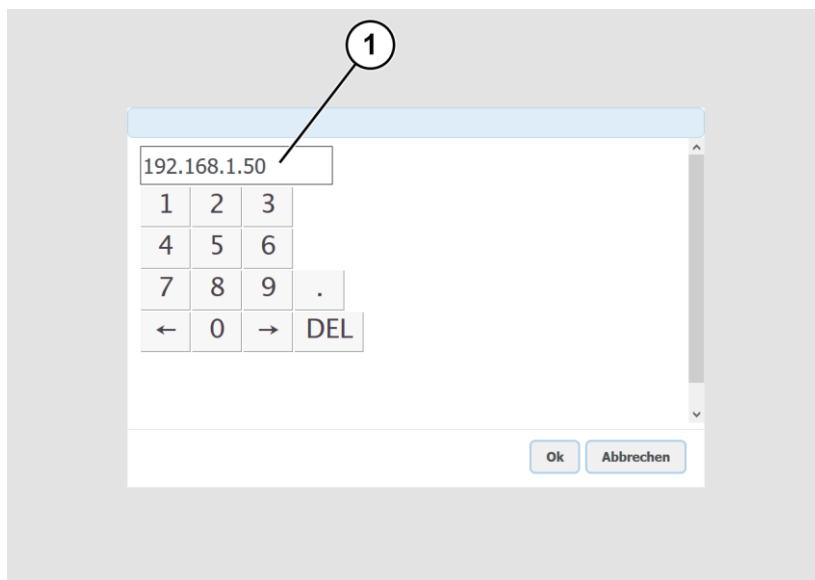 1
192.168.1.50
1 2 3
4 5 6
7 8 9 .
← 0 → DEL
Ok Abbrechen